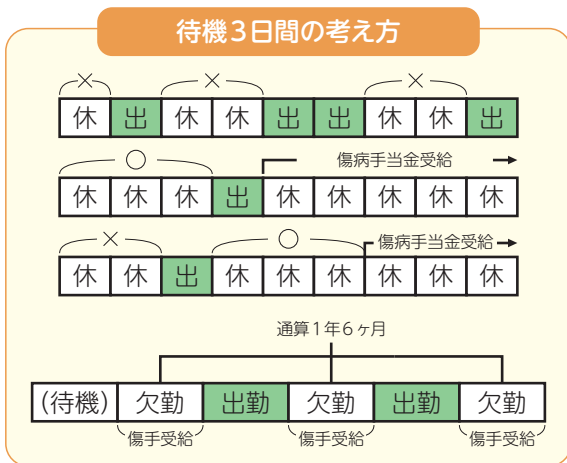 待機3日間の考え方
× × ×
休 出 休 休 出 出 休 休 出
○ 傷病手当金受給
休 休 休 出 休 休 休 休 休
× ○ 傷病手当金受給
休 休 出 休 休 休 休 休 休
通算1年6ヶ月
(待機) 欠勤 出勤 欠勤 出勤 欠勤
傷手受給 傷手受給 傷手受給